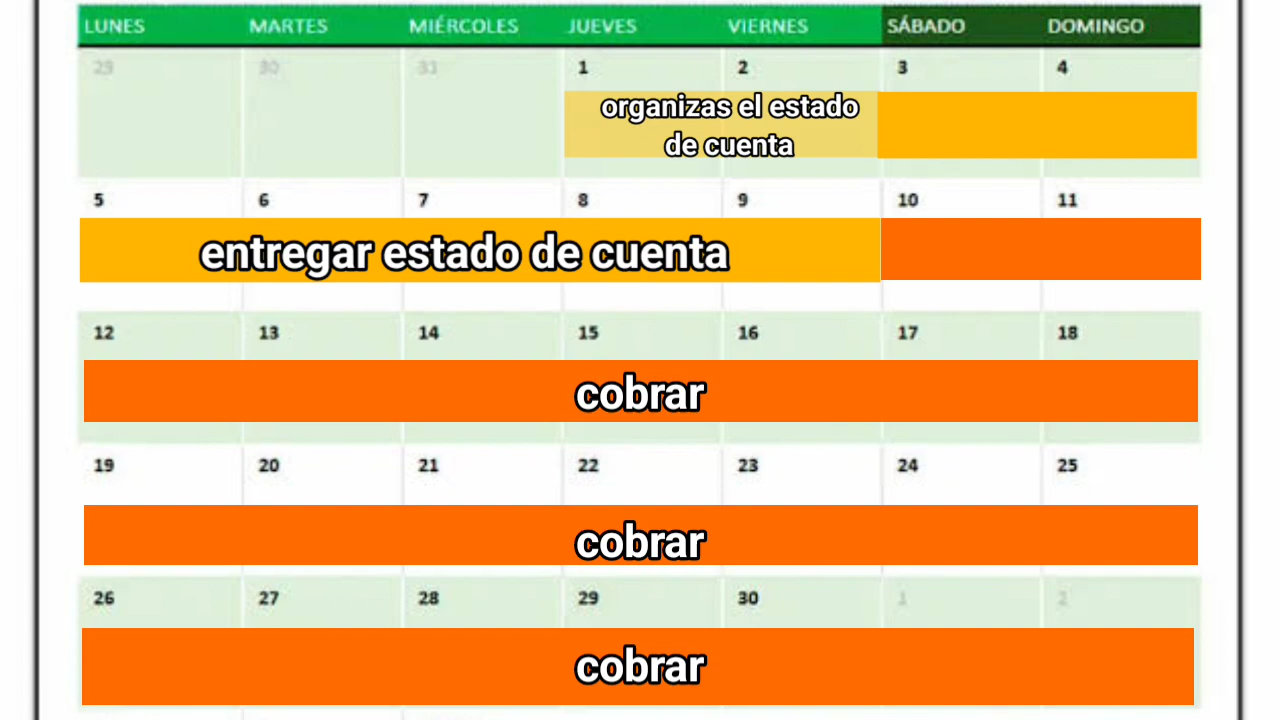 LUNES MARTES MIÉRCOLES JUEVES VIERNES SÁBADO DOMINGO
29 30 31 1 2 3 4
organizas el estado
de cuenta
5 6 7 8 9 10 11
entregar estado de cuenta
12 13 14 15 16 17 18
cobrar
19 20 21 22 23 24 25
cobrar
26 27 28 29 30 1 2
cobrar